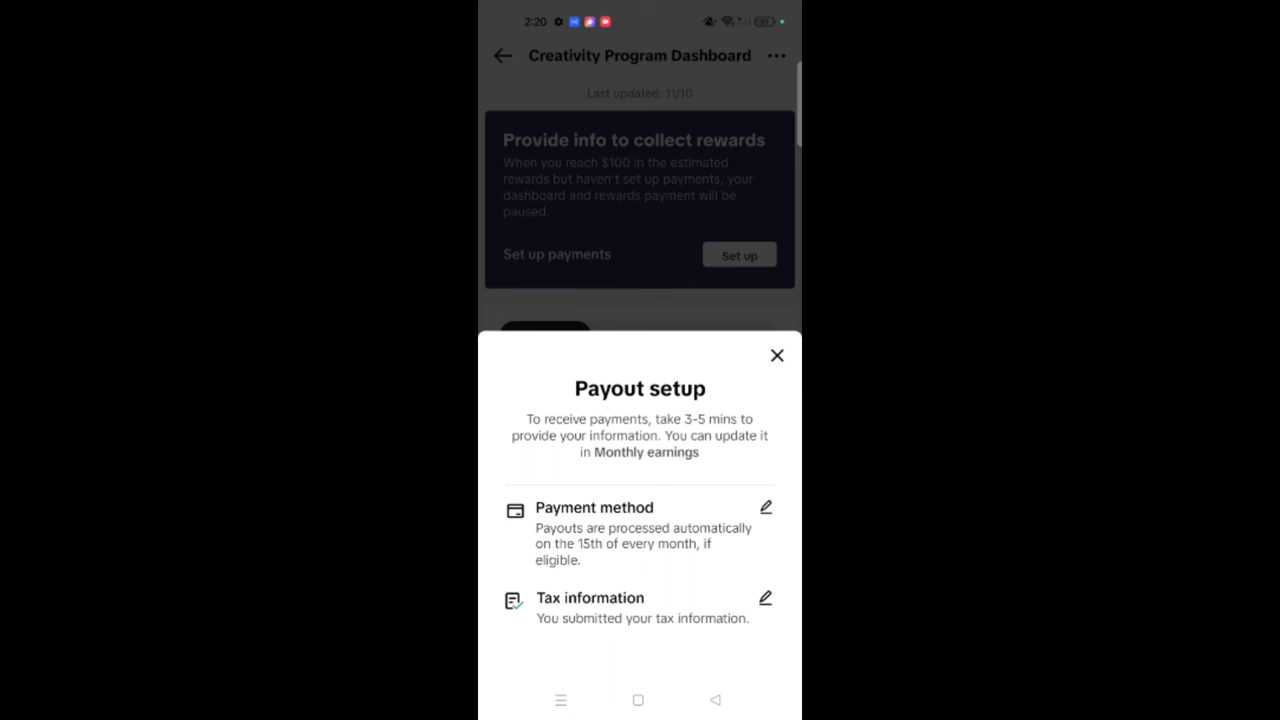 2:20
Creativity Program Dashboard
Last updated: 11/10
Provide info to collect rewards
When you reach $100 in the estimated
rewards but haven't set up payments, your
dashboard and rewards payment will be
paused.
Set up payments
Set up
Payout setup
To receive payments, take 3-5 mins to
provide your information. You can update it
in Monthly earnings
Payment method
Payouts are processed automatically
on the 15th of every month, if
eligible.
Tax information
You submitted your tax information.